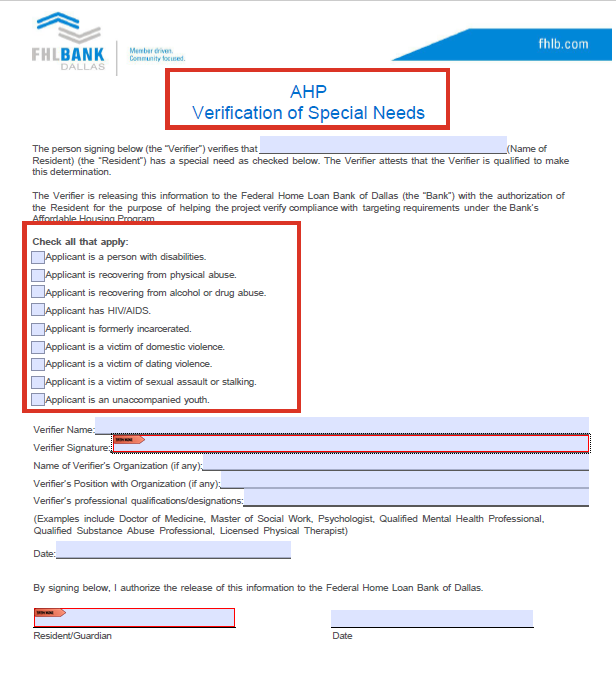 FHLBANK
DALLAS
Member driven.
Community focused.
fhlb.com
AHP
Verification of Special Needs
The person signing below (the "Verifier") verifies that (Name of
Resident) (the "Resident") has a special need as checked below. The Verifier attests that the Verifier is qualified to make
this determination.
The Verifier is releasing this information to the Federal Home Loan Bank of Dallas (the "Bank") with the authorization of
the Resident for the purpose of helping the project verify compliance with targeting requirements under the Bank's
Affordable Housing Program.
Check all that apply:
Applicant is a person with disabilities.
Applicant is recovering from physical abuse.
Applicant is recovering from alcohol or drug abuse.
Applicant has HIV/AIDS.
Applicant is formerly incarcerated.
Applicant is a victim of domestic violence.
Applicant is a victim of dating violence.
Applicant is a victim of sexual assault or stalking.
Applicant is an unaccompanied youth.
Verifier Name:
Verifier Signature:
Name of Verifier's Organization (if any):
Verifier's Position with Organization (if any):
Verifier's professional qualifications/designations:
(Examples include Doctor of Medicine, Master of Social Work, Psychologist, Qualified Mental Health Professional,
Qualified Substance Abuse Professional, Licensed Physical Therapist)
Date:
By signing below, I authorize the release of this information to the Federal Home Loan Bank of Dallas.
Resident/Guardian Date